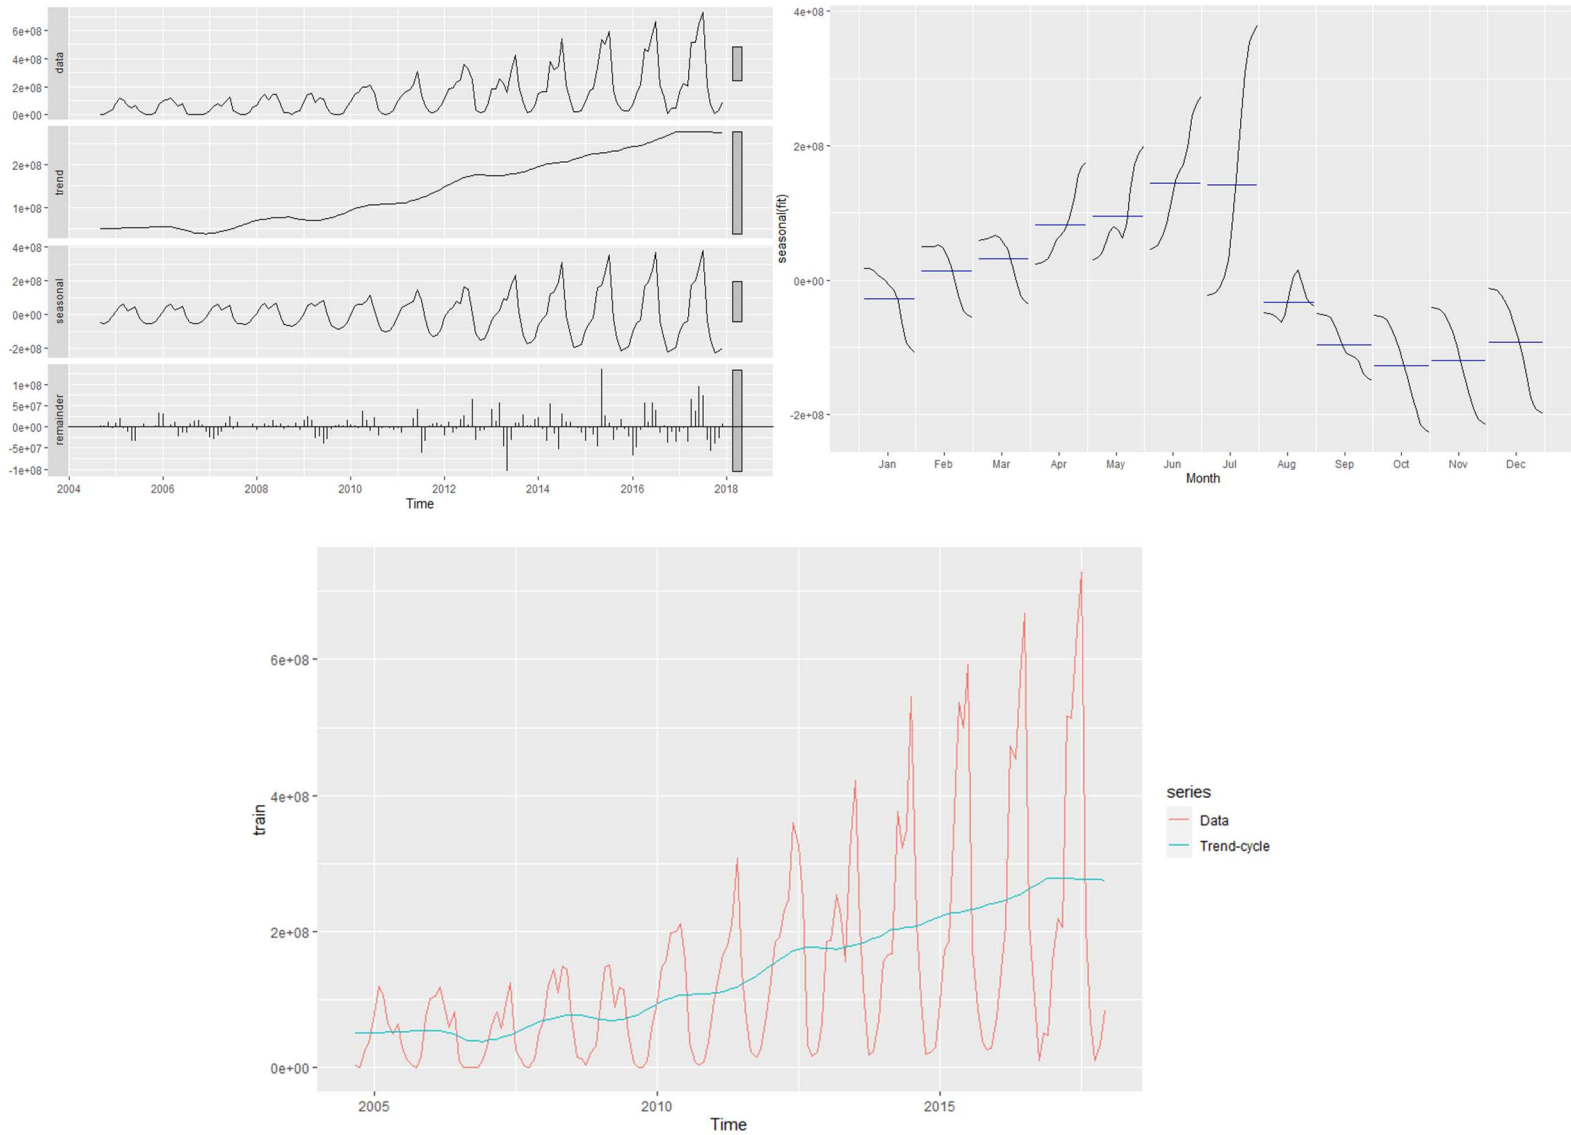 6e+08
4e+08
2e+08
0e+00
data
2e+08
1e+08
trend
4e+08
2e+08
0e+00
-2e+08
seasonal
1e+08
5e+07
0e+00
-5e+07
-1e+08
remainder
2004 2006 2008 2010 2012 2014 2016 2018
Time
4e+08
2e+08
0e+00
-2e+08
seasonal(fit)
Jan Feb Mar Apr May Jun Jul Aug Sep Oct Nov Dec
Month
6e+08
4e+08
2e+08
0e+00
train
2005 2010 2015
Time
series
Data
Trend-cycle